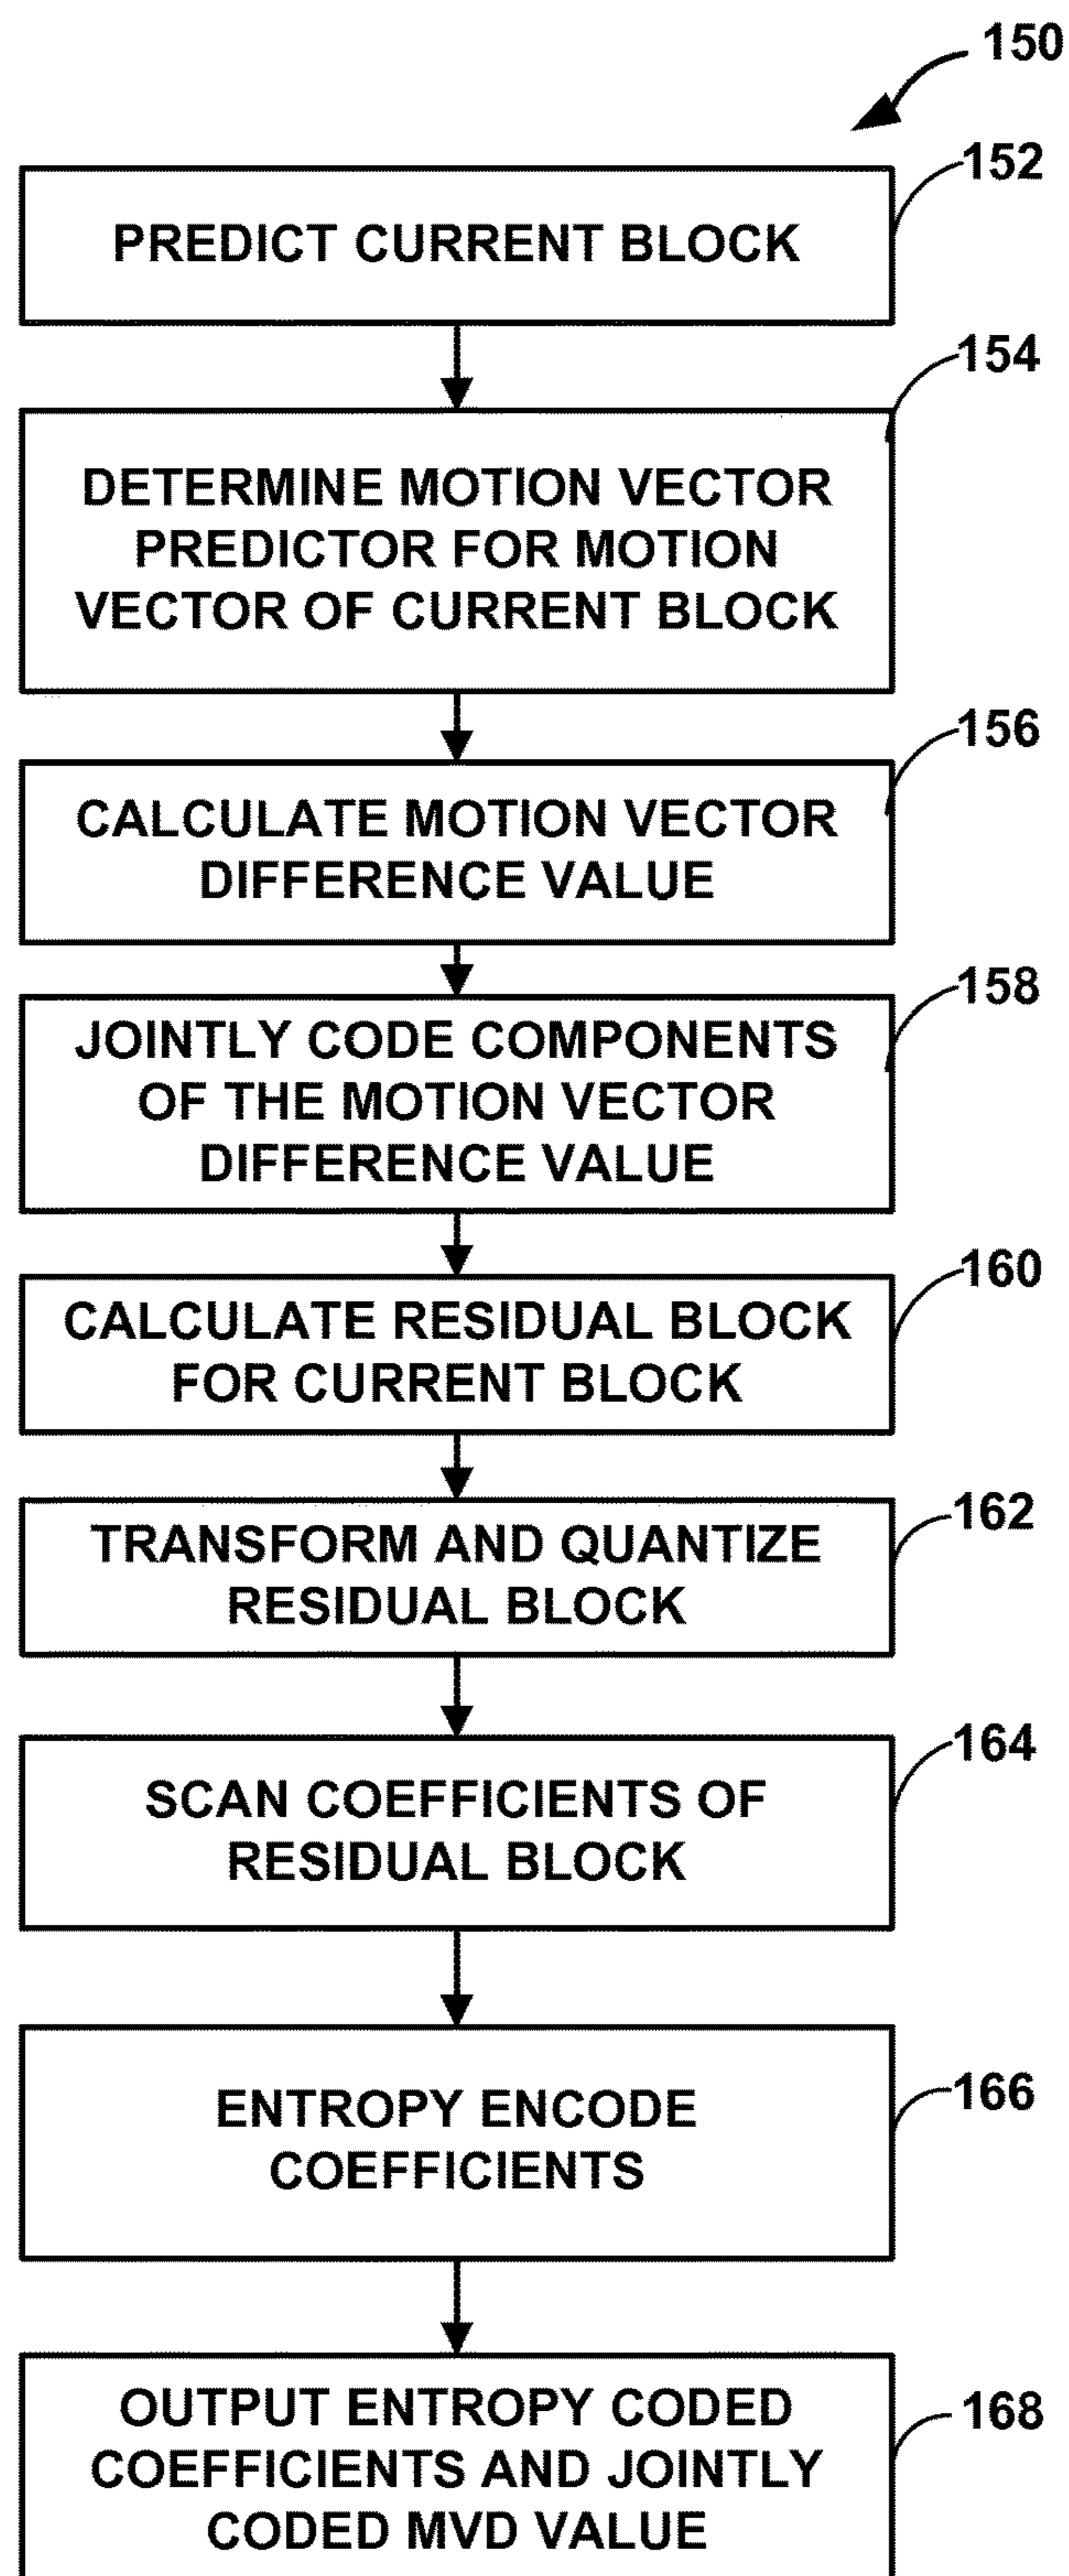 150
152
PREDICT CURRENT BLOCK
154
DETERMINE MOTION VECTOR
PREDICTOR FOR MOTION
VECTOR OF CURRENT BLOCK
156
CALCULATE MOTION VECTOR
DIFFERENCE VALUE
158
JOINTLY CODE COMPONENTS
OF THE MOTION VECTOR
DIFFERENCE VALUE
160
CALCULATE RESIDUAL BLOCK
FOR CURRENT BLOCK
162
TRANSFORM AND QUANTIZE
RESIDUAL BLOCK
164
SCAN COEFFICIENTS OF
RESIDUAL BLOCK
166
ENTROPY ENCODE
COEFFICIENTS
168
OUTPUT ENTROPY CODED
COEFFICIENTS AND JOINTLY
CODED MVD VALUE